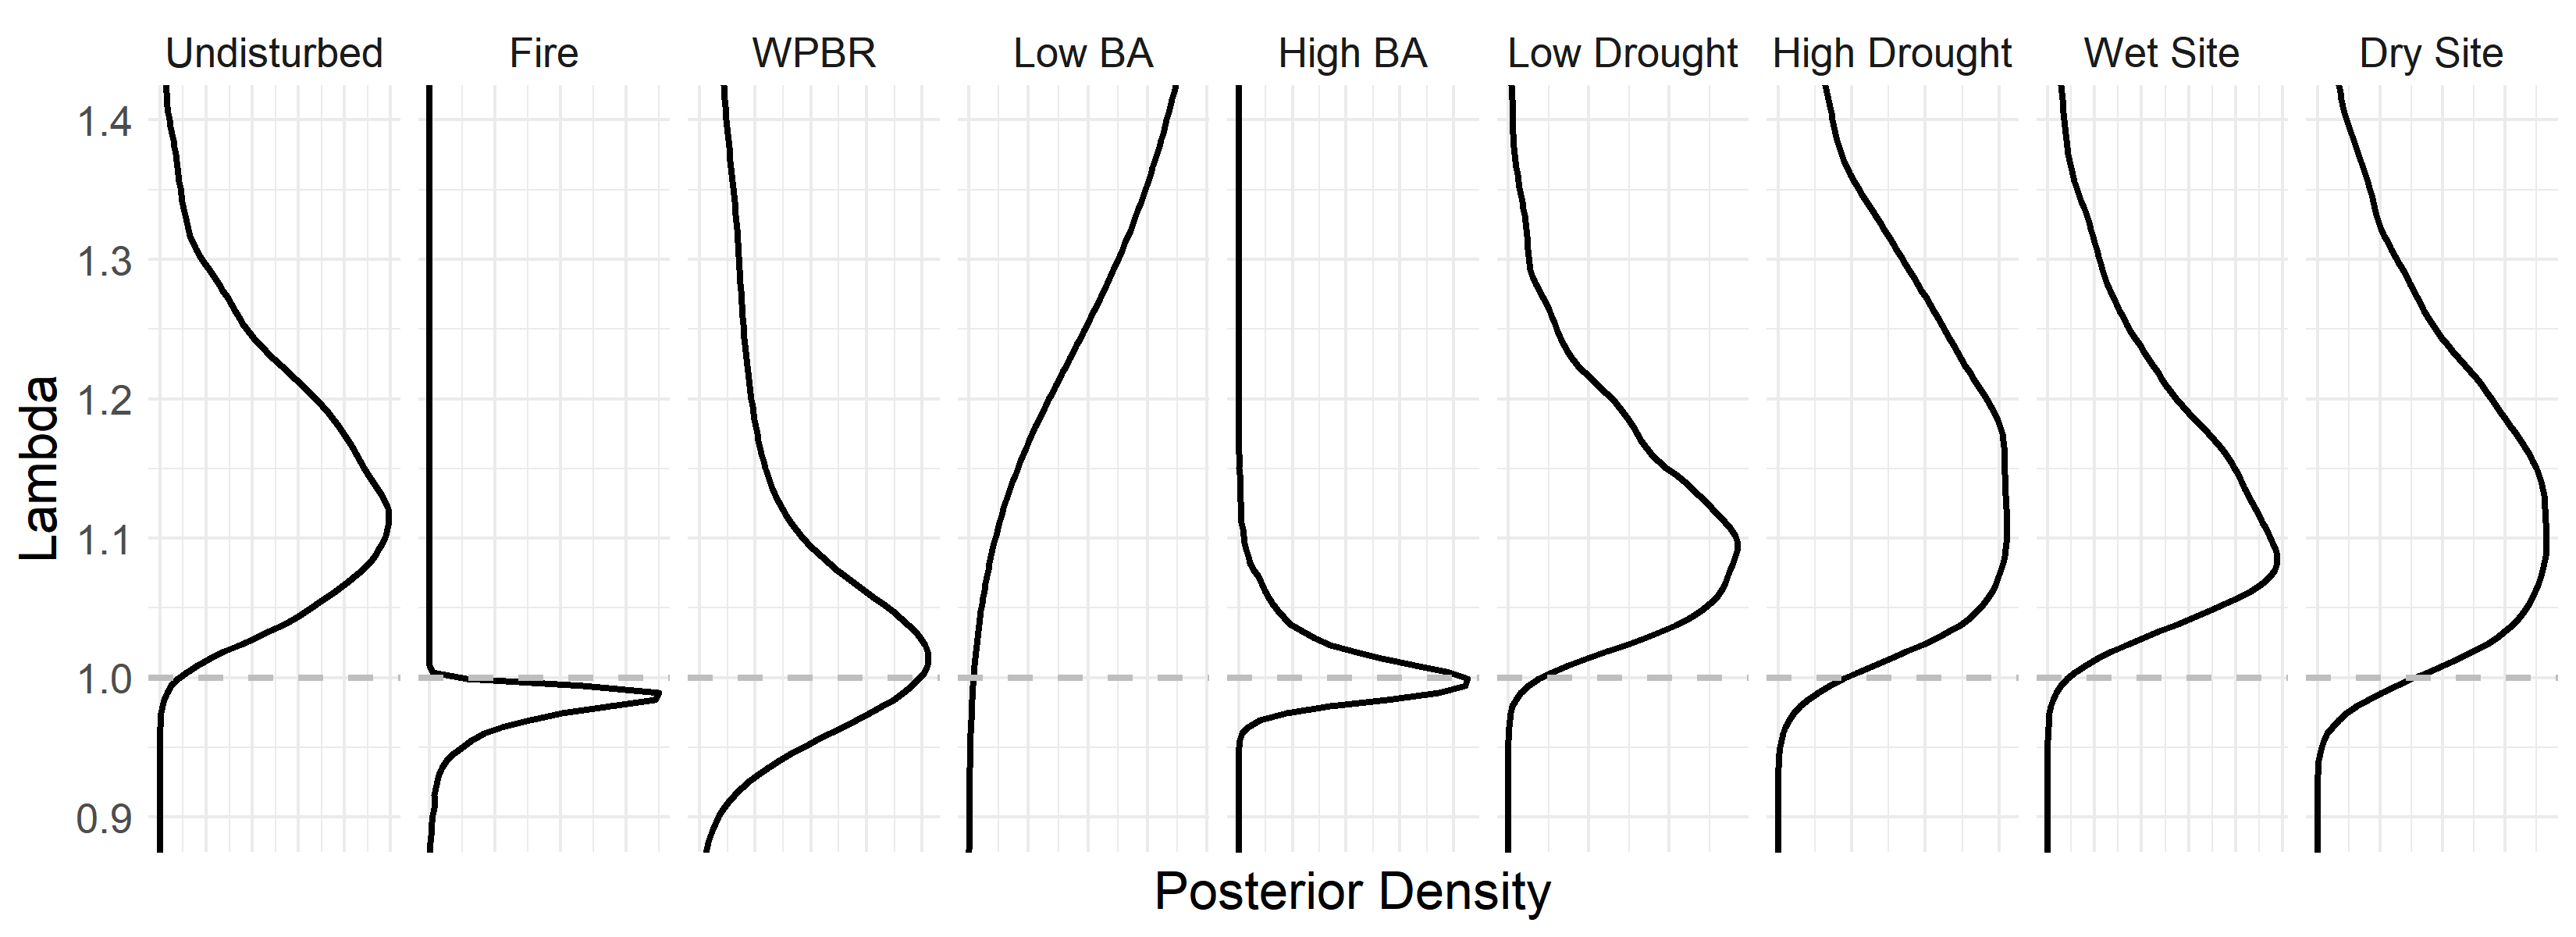 Undisturbed Fire WPBR Low BA High BA Low Drought High Drought Wet Site Dry Site
1.4
1.3
1.2
1.1
1.0
0.9
Lambda
Posterior Density